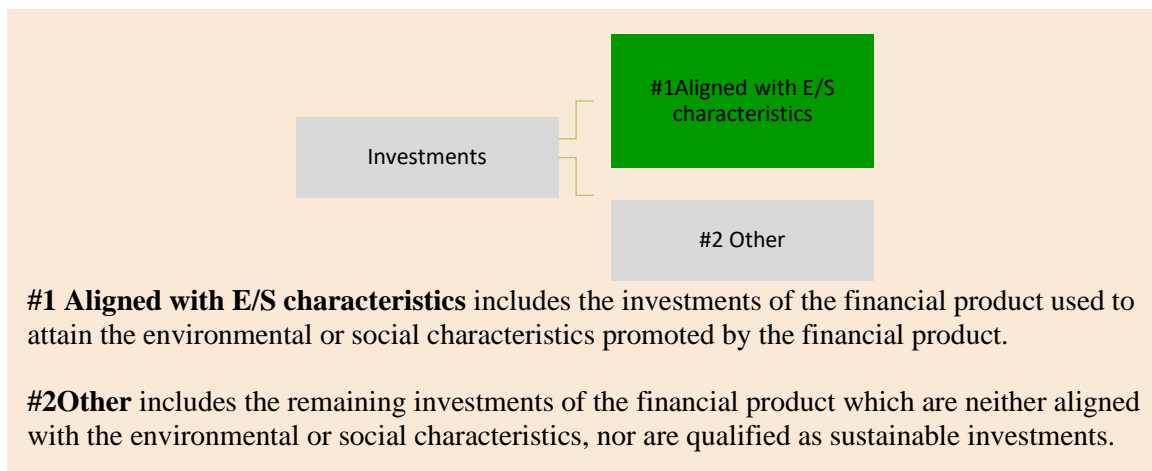 #1Aligned with E/S
characteristics
Investments
#2 Other
#1 Aligned with E/S characteristics includes the investments of the financial product used to
attain the environmental or social characteristics promoted by the financial product.
#2Other includes the remaining investments of the financial product which are neither aligned
with the environmental or social characteristics, nor are qualified as sustainable investments.